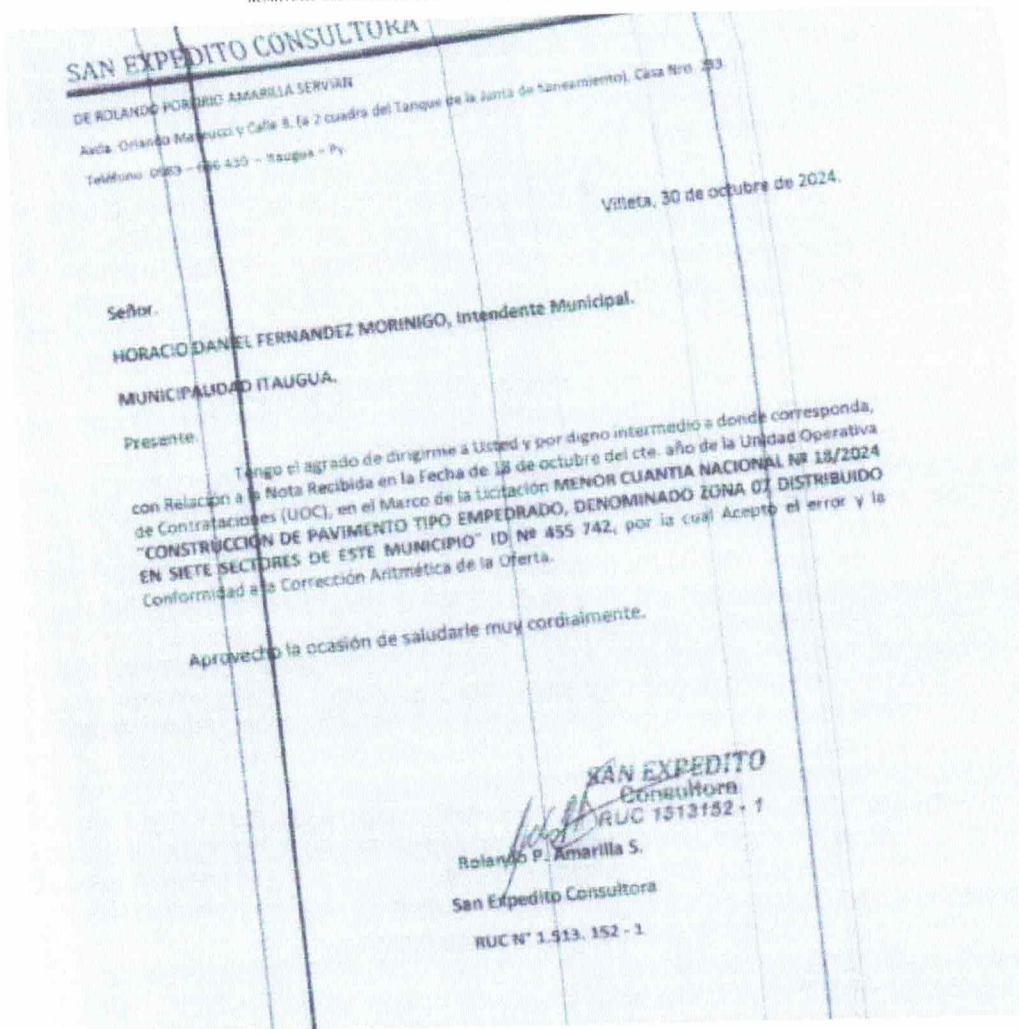 SAN EXPEDITO CONSULTORA
DE ROLANDO PORFIRIO AMARILLA SERVIAN
Avda. Orlando Mateucci y Calle 8, (a 2 cuadra del Tanque de la Junta de Saneamiento), Casa Nro.
Teléfono: 0983 – 439 – Itaugua – Py.
Villeta, 30 de octubre de 2024.
Señor.
HORACIO DANIEL FERNANDEZ MORINIGO, Intendente Municipal.
MUNICIPALIDAD ITAUGUA.
Presente.
Tengo el agrado de dirigirme a Usted y por digno intermedio a donde corresponda,
con Relación a la Nota Recibida en la Fecha de 18 de octubre del cte. año de la Unidad Operativa
de Contrataciones (UOC), en el Marco de la Licitación MENOR CUANTIA NACIONAL Nº 18/2024
"CONSTRUCCIÓN DE PAVIMENTO TIPO EMPEDRADO, DENOMINADO ZONA 07 DISTRIBUIDO
EN SIETE SECTORES DE ESTE MUNICIPIO" ID Nº 455 742, por la cual Acepto el error y la
Conformidad a la Corrección Aritmética de la Oferta.
Aprovecho la ocasión de saludarle muy cordialmente.
SAN EXPEDITO
Consultora
RUC 1513152 - 1
Rolando P. Amarilla S.
San Expedito Consultora
RUC N° 1.513. 152 - 1